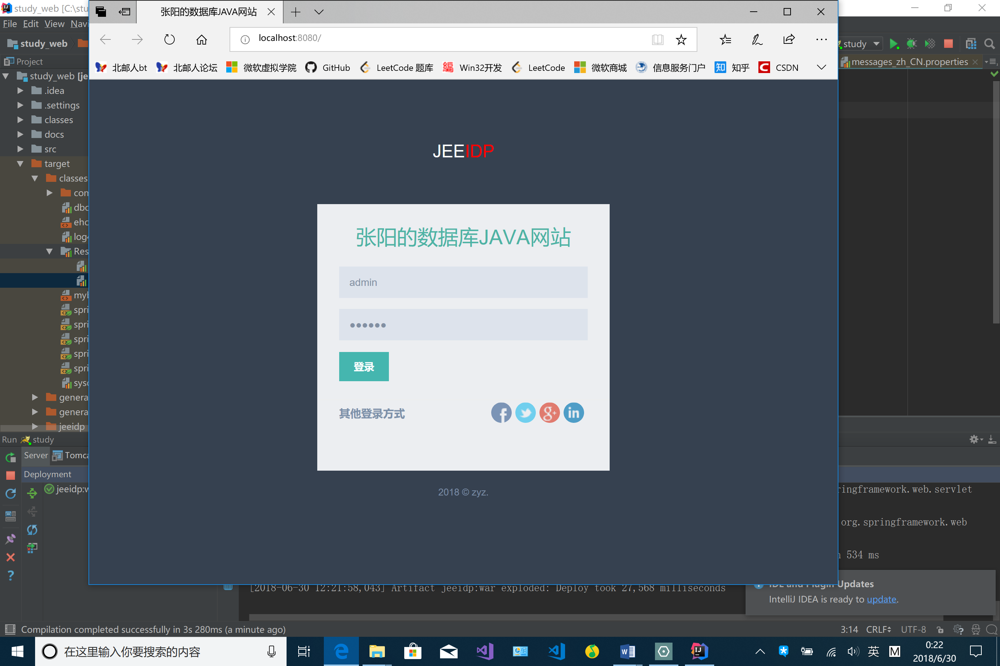 study_web [C:\stu
张阳的数据库JAVA网站
File Edit View Navi
localhost:8080/
study_web
study
北邮人bt 北邮人论坛 微软虚拟学院 GitHub LeetCode 题库 Win32开发 LeetCode 微软商城 信息服务门户 知乎 CSDN
Project
messages_zh_CN.properties
study_web [je
.idea
.settings
classes
docs
src
target
classes
com
dbc
ehc
log4
Res
myb
spri
spri
spri
spri
spri
sysc
genera
genera
jeeidp
JEEIDP
张阳的数据库JAVA网站
admin
登录
其他登录方式
2018 © zyz.
Run study
Server Tomca
Deployment
jeeidp:w
ringframework.web.servlet
org.springframework.web
534 ms
[2018-06-30 12:21:58,043] Artifact jeeidp:war exploded: Deploy took 27,568 milliseconds
IDE and Plugin Updates
IntelliJ IDEA is ready to update.
Compilation completed successfully in 3s 280ms (a minute ago)
3:14 CRLF UTF-8
在这里输入你要搜索的内容
英 M
0:22
2018/6/30